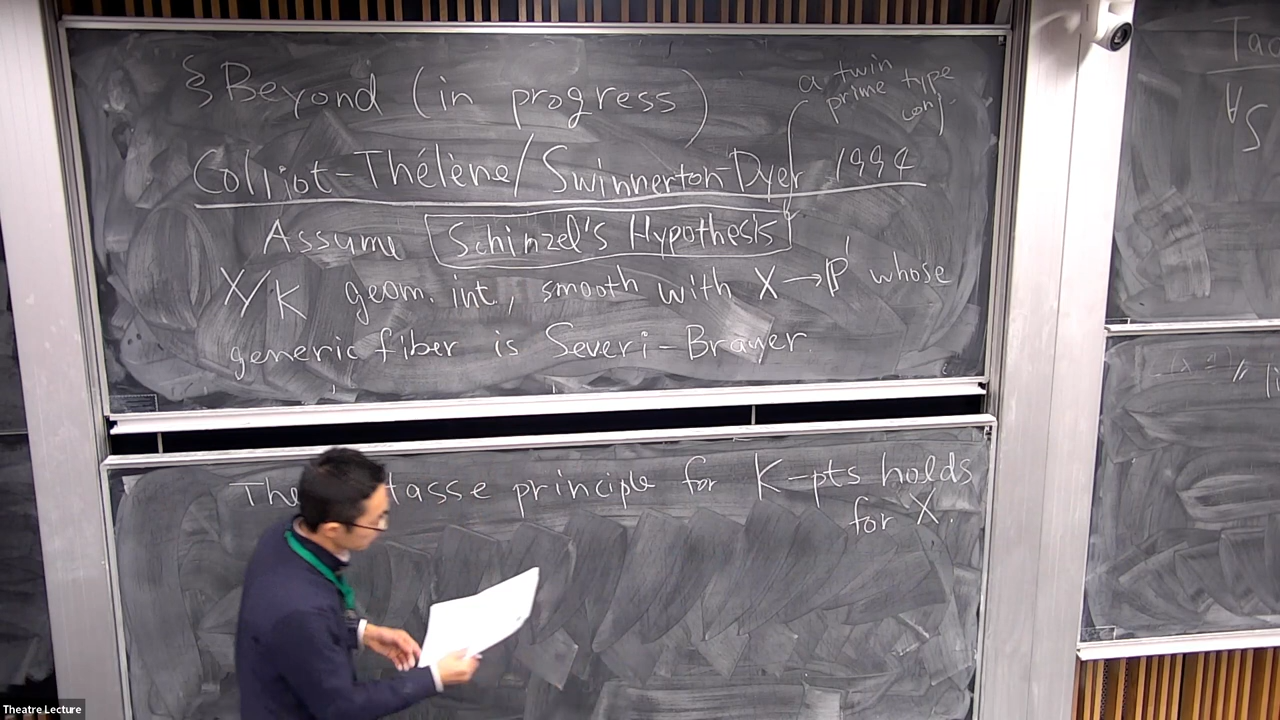 § Beyond (in progress)
a twin
prime type
conj.
Colliot-Thélène/Swinnerton-Dyer 1994
Assume Schinzel's Hypothesis
X/K geom. int., smooth with X → P¹ whose
generic fiber is Severi-Brauer.
The tasse principle for K-pts holds
for X.
Theatre Lecture